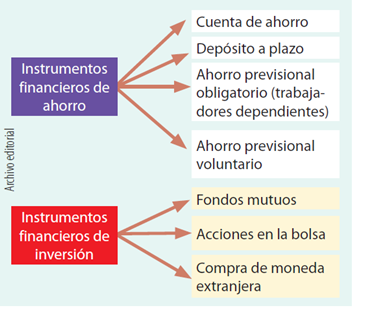 Instrumentos
financieros de
ahorro
Cuenta de ahorro
Depósito a plazo
Ahorro previsional
obligatorio (trabaja-
dores dependientes)
Ahorro previsional
voluntario
Instrumentos
financieros de
inversión
Fondos mutuos
Acciones en la bolsa
Compra de moneda
extranjera
Archivo editorial